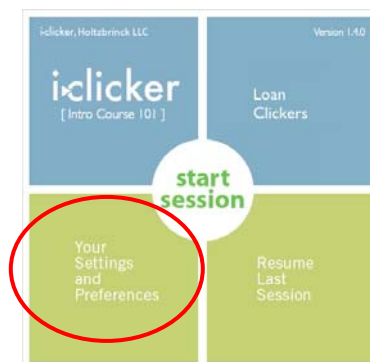 i-clicker, Holtzbrinck LLC
Version 1.4.0
i>clicker
[ Intro Course 101 ]
Loan
Clickers
start
session
Your
Settings
and
Preferences
Resume
Last
Session